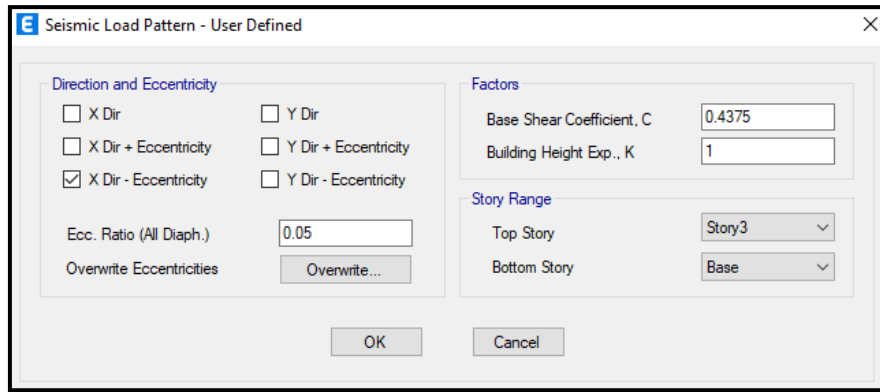 E Seismic Load Pattern - User Defined
Direction and Eccentricity
X Dir Y Dir
X Dir + Eccentricity Y Dir + Eccentricity
X Dir - Eccentricity Y Dir - Eccentricity
Ecc. Ratio (All Diaph.) 0.05
Overwrite Eccentricities Overwrite...
Factors
Base Shear Coefficient, C 0.4375
Building Height Exp., K 1
Story Range
Top Story Story3
Bottom Story Base
OK Cancel